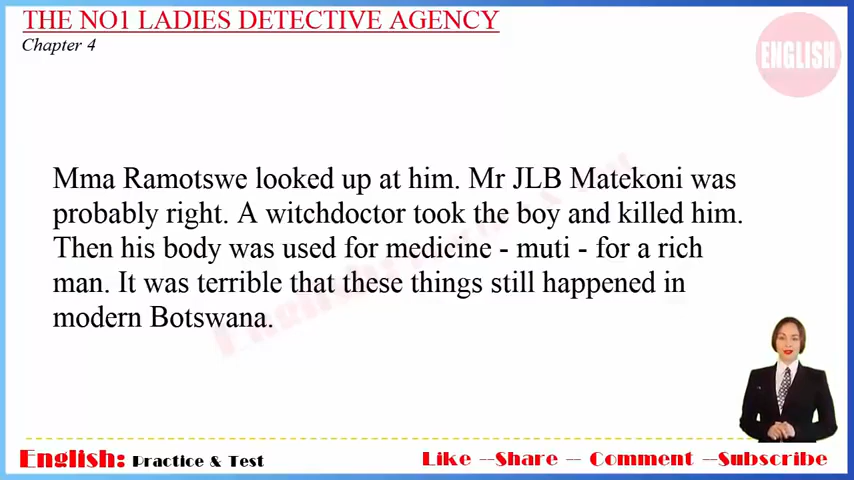 THE NO1 LADIES DETECTIVE AGENCY
Chapter 4
ENGLISH
Mma Ramotswe looked up at him. Mr JLB Matekoni was
probably right. A witchdoctor took the boy and killed him.
Then his body was used for medicine - muti - for a rich
man. It was terrible that these things still happened in
modern Botswana.
English: Practice & Test
Like --Share -- Comment --Subscribe